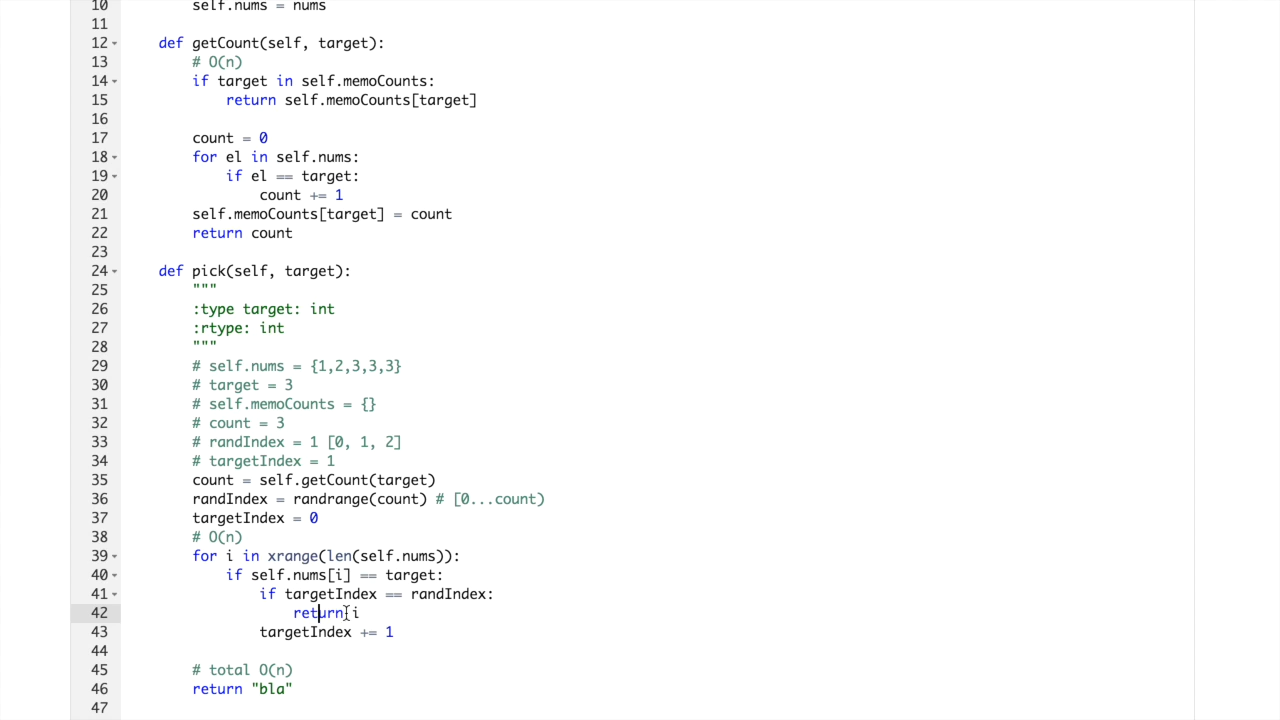 10 self.nums = nums
11
12 def getCount(self, target):
13 # O(n)
14 if target in self.memoCounts:
15 return self.memoCounts[target]
16
17 count = 0
18 for el in self.nums:
19 if el == target:
20 count += 1
21 self.memoCounts[target] = count
22 return count
23
24 def pick(self, target):
25 """
26 :type target: int
27 :rtype: int
28 """
29 # self.nums = {1,2,3,3,3}
30 # target = 3
31 # self.memoCounts = {}
32 # count = 3
33 # randIndex = 1 [0, 1, 2]
34 # targetIndex = 1
35 count = self.getCount(target)
36 randIndex = randrange(count) # [0...count)
37 targetIndex = 0
38 # O(n)
39 for i in xrange(len(self.nums)):
40 if self.nums[i] == target:
41 if targetIndex == randIndex:
42 return i
43 targetIndex += 1
44
45 # total O(n)
46 return "bla"
47